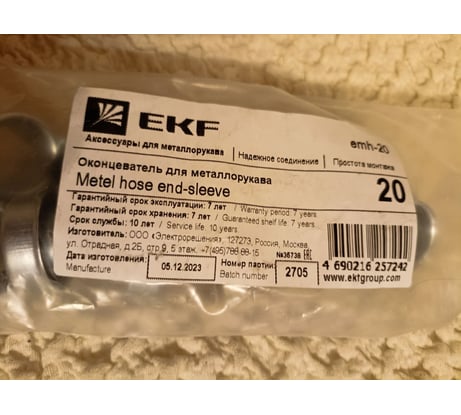 EKF
emh-20
Аксессуары для металлорукава | Надежное соединение | Простота монтажа
Оконцеватель для металлорукава
Metel hose end-sleeve
20
Гарантийный срок эксплуатации: 7 лет / Warranty period: 7 years
Гарантийный срок хранения: 7 лет / Guaranteed shelf life: 7 years
Срок службы: 10 лет / Service life: 10 years
Изготовитель: ООО «Электрорешения», 127273, Россия, Москва,
ул. Отрадная, д.2Б, стр. 9, 5 этаж, +7(495)788-88-15
№36738 EAC
Дата изготовления:
Manufacture
05.12.2023
Номер партии:
Batch number
2705
4 690216 257242
www.ektgroup.com